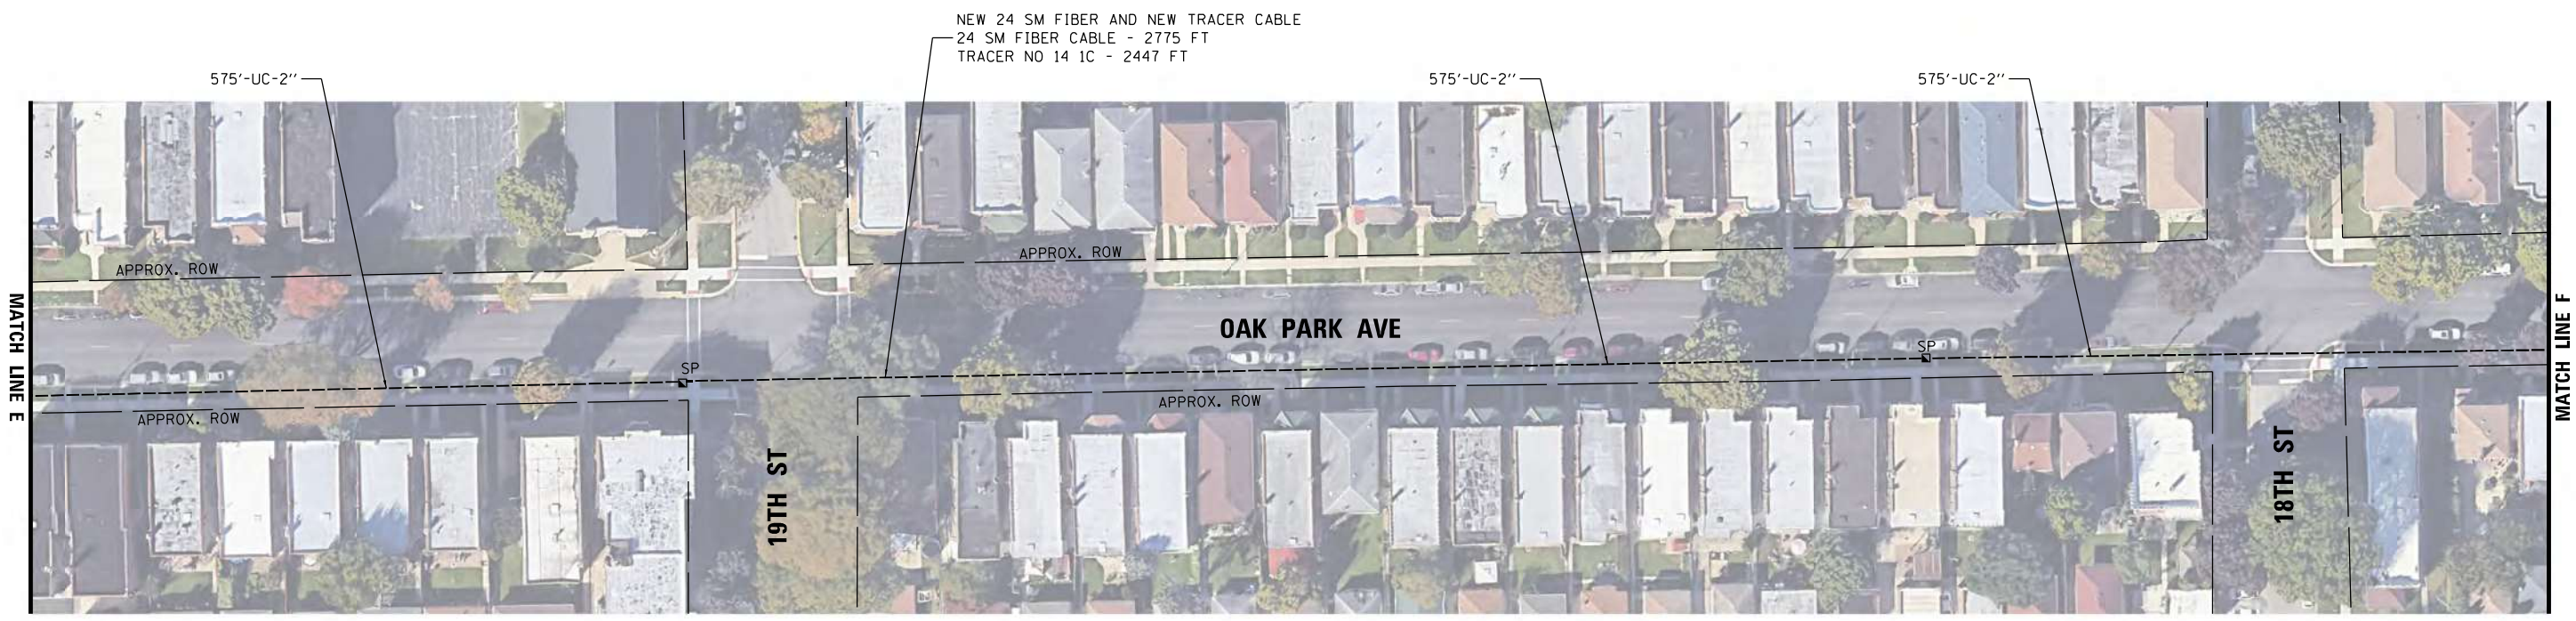 NEW 24 SM FIBER AND NEW TRACER CABLE
24 SM FIBER CABLE - 2775 FT
TRACER NO 14 1C - 2447 FT
575'-UC-2''
575'-UC-2''
575'-UC-2''
APPROX. ROW
APPROX. ROW
MATCH LINE E
OAK PARK AVE
MATCH LINE F
SP
SP
APPROX. ROW
APPROX. ROW
19TH ST
18TH ST